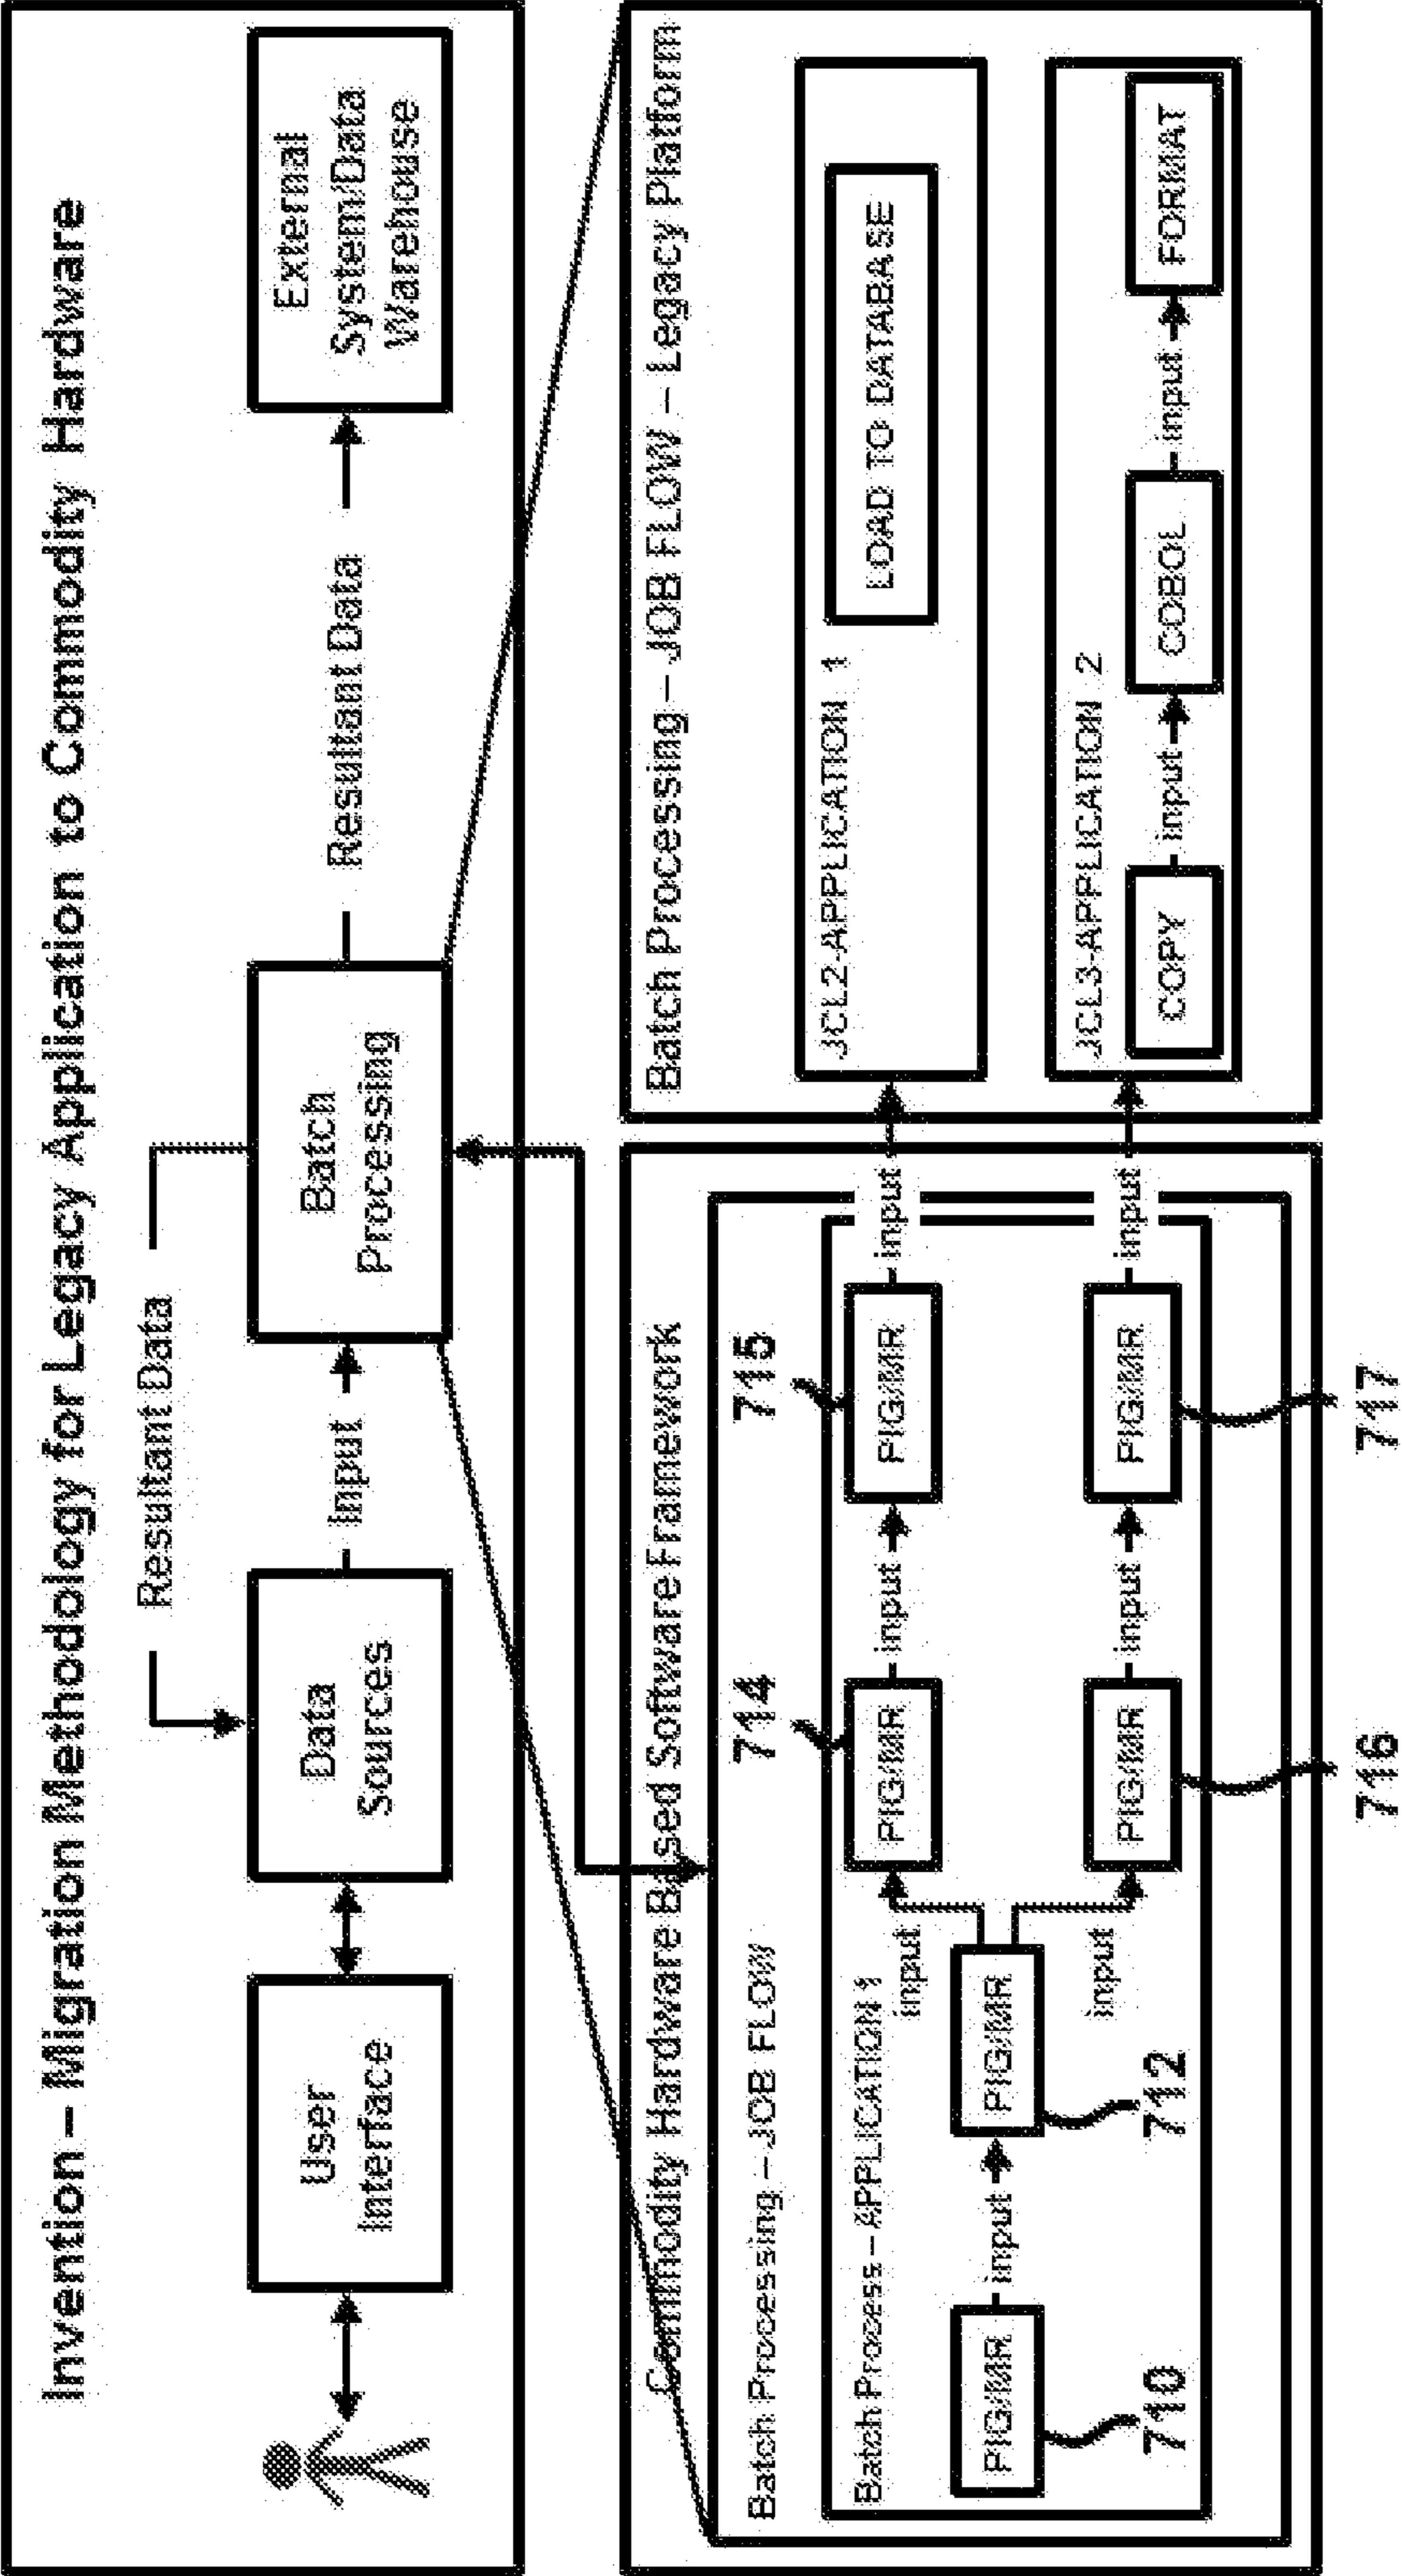 Invention – Migration Methodology for Legacy Application to Commodity Hardware
Resultant Data
User
Interface
Data
Sources
Input
Batch
Processing
Resultant Data
External
System/Data
Warehouse
Commodity Hardware Based Software Framework
Batch Processing – JOB FLOW
Batch Process – APPLICATION 1
PIG/MR
710
input
PIG/MR
712
input
input
714
PIG/MR
input
715
PIG/MR
input
PIG/MR
716
input
PIG/MR
717
input
Batch Processing – JOB FLOW – Legacy Platform
JCL2-APPLICATION 1
LOAD TO DATABASE
JCL3-APPLICATION 2
COPY
input
COBOL
input
FORMAT